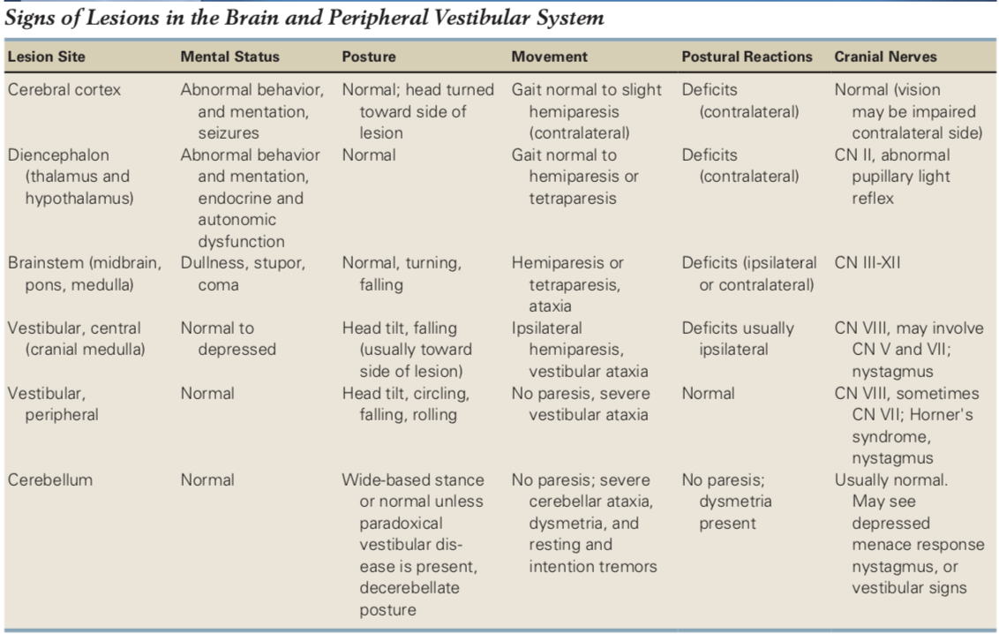 Signs of Lesions in the Brain and Peripheral Vestibular System
Lesion Site Mental Status Posture Movement Postural Reactions Cranial Nerves
Cerebral cortex Abnormal behavior, Normal; head turned Gait normal to slight Deficits Normal (vision
and mentation, toward side of hemiparesis (contralateral) may be impaired
seizures lesion (contralateral) contralateral side)
Diencephalon Abnormal behavior Normal Gait normal to Deficits CN II, abnormal
(thalamus and and mentation, hemiparesis or (contralateral) pupillary light
hypothalamus) endocrine and tetraparesis reflex
autonomic
dysfunction
Brainstem (midbrain, Dullness, stupor, Normal, turning, Hemiparesis or Deficits (ipsilateral CN III-XII
pons, medulla) coma falling tetraparesis, or contralateral)
ataxia
Vestibular, central Normal to Head tilt, falling Ipsilateral Deficits usually CN VIII, may involve
(cranial medulla) depressed (usually toward hemiparesis, ipsilateral CN V and VII;
side of lesion) vestibular ataxia nystagmus
Vestibular, Normal Head tilt, circling, No paresis, severe Normal CN VIII, sometimes
peripheral falling, rolling vestibular ataxia CN VII; Horner's
syndrome,
nystagmus
Cerebellum Normal Wide-based stance No paresis; severe No paresis; Usually normal.
or normal unless cerebellar ataxia, dysmetria May see
paradoxical dysmetria, and present depressed
vestibular dis- resting and menace response
ease is present, intention tremors nystagmus, or
decerebellate vestibular signs
posture